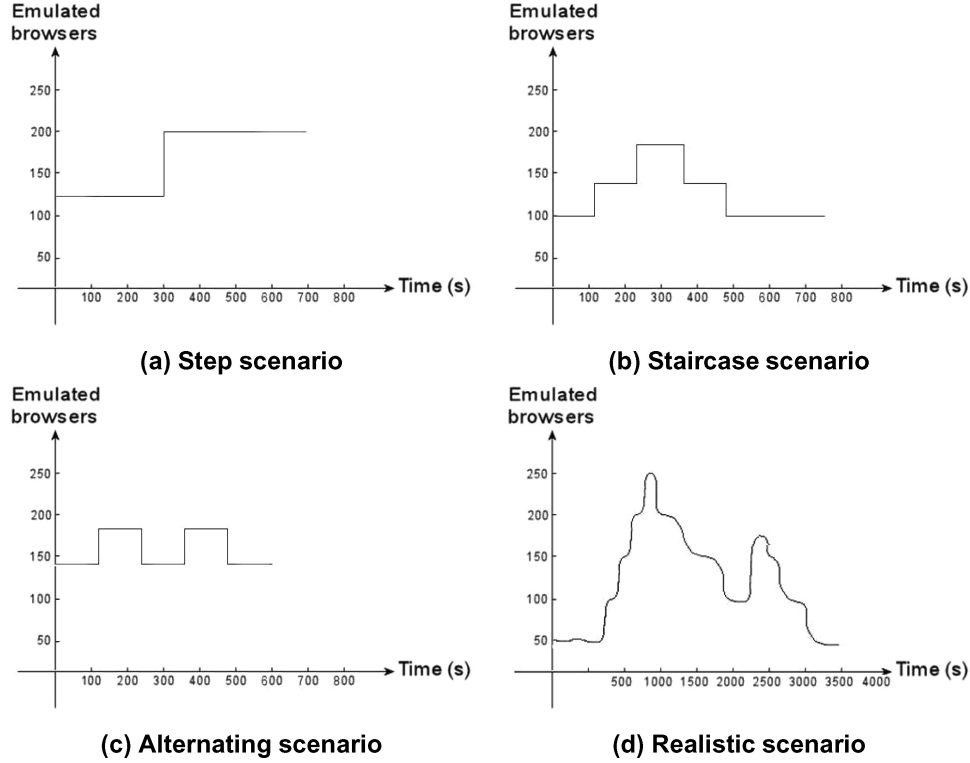 Emulated
browsers
250
200
150
100
50
100 200 300 400 500 600 700 800
Time (s)
(a) Step scenario
Emulated
browsers
250
200
150
100
50
100 200 300 400 500 600 700 800
Time (s)
(b) Staircase scenario
Emulated
browsers
250
200
150
100
50
100 200 300 400 500 600 700 800
Time (s)
(c) Alternating scenario
Emulated
browsers
250
200
150
100
50
500 1000 1500 2000 2500 3000 3500 4000
Time (s)
(d) Realistic scenario